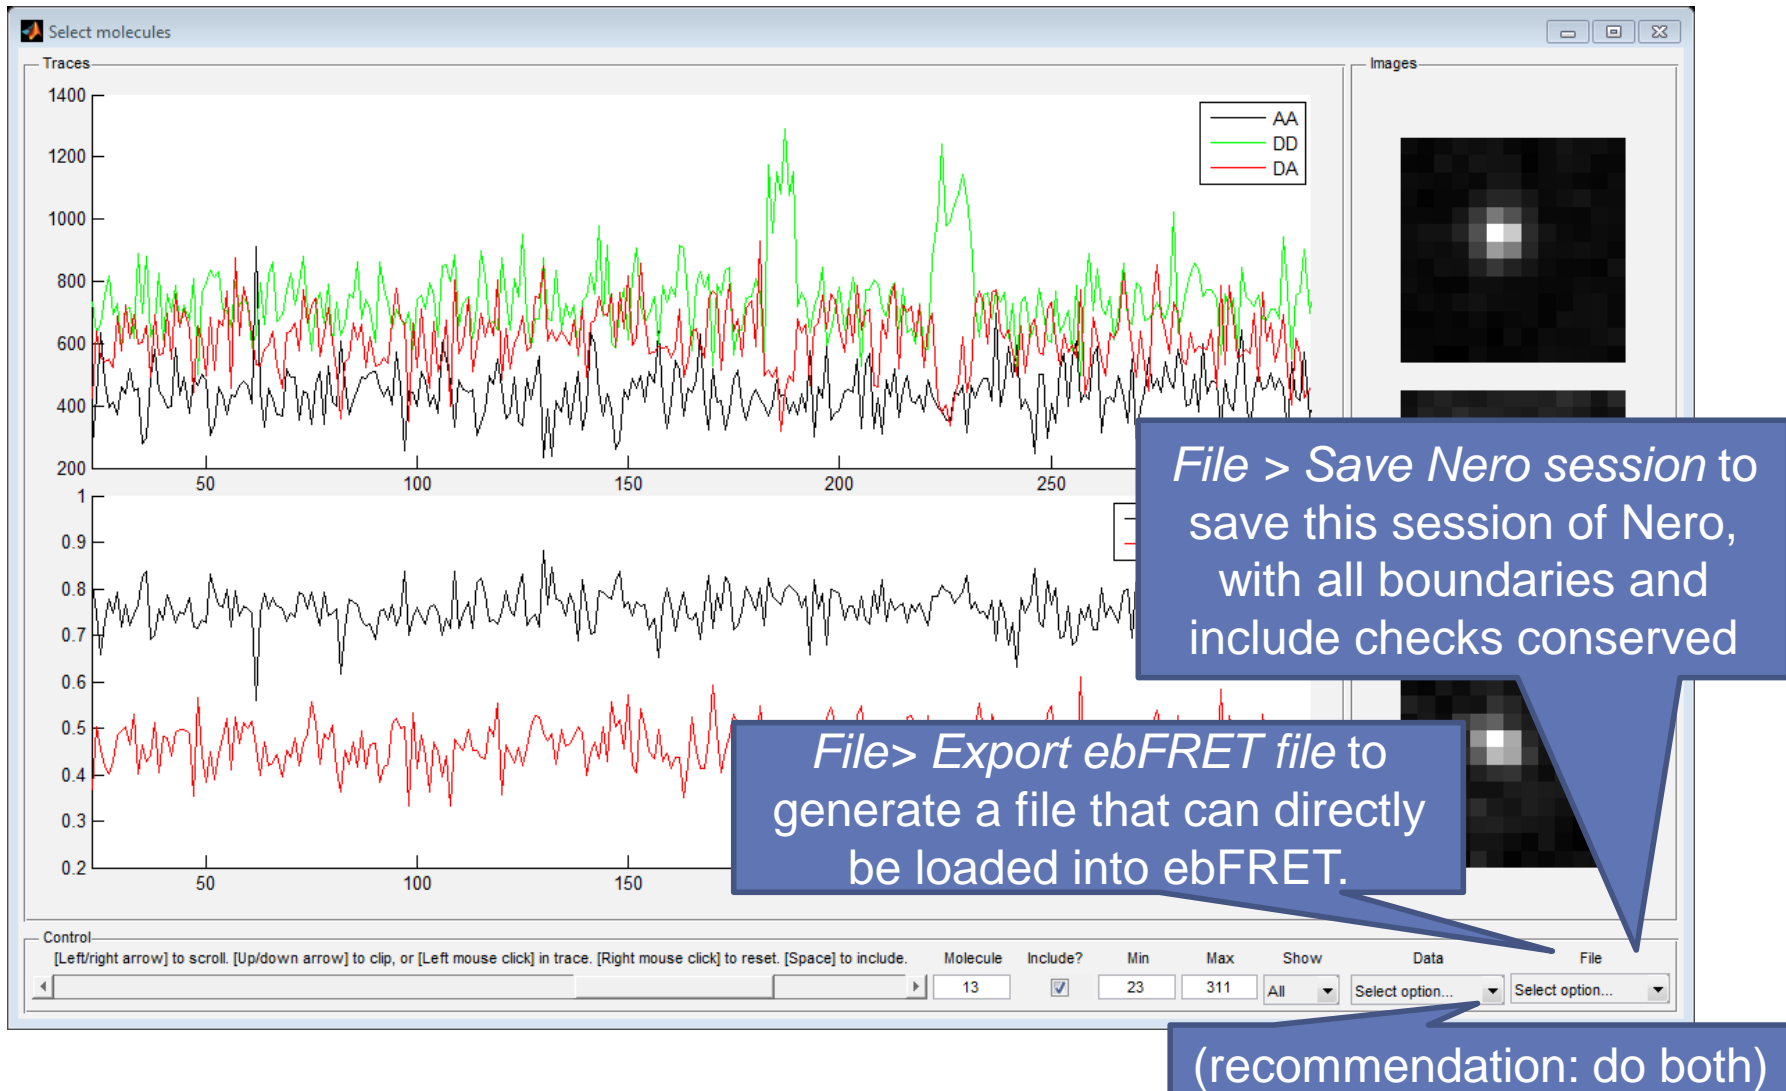 Select molecules
Traces
Images
1400
1200
1000
800
600
400
200
AA
DD
DA
50
100
150
200
250
1
0.9
0.8
0.7
0.6
0.5
0.4
0.3
0.2
50
100
150
File > Save Nero session to
save this session of Nero,
with all boundaries and
include checks conserved
File> Export ebFRET file to
generate a file that can directly
be loaded into ebFRET.
Control
[Left/right arrow] to scroll. [Up/down arrow] to clip, or [Left mouse click] in trace. [Right mouse click] to reset. [Space] to include.
Molecule
Include?
Min
Max
Show
Data
File
13
23
311
All
Select option...
Select option...
(recommendation: do both)